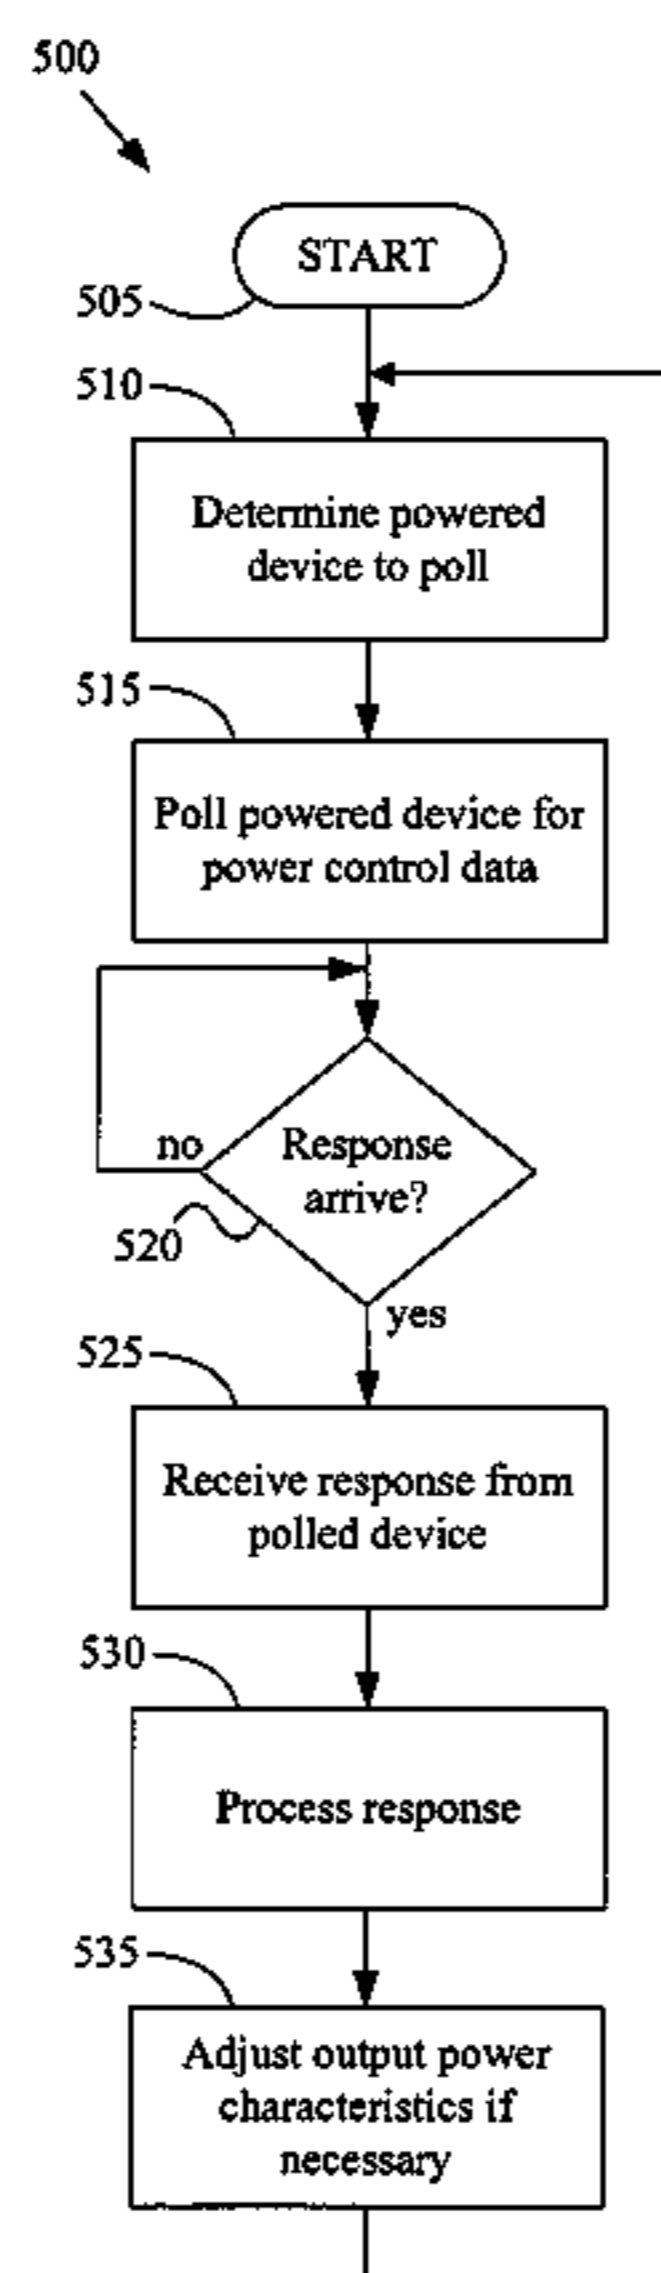 500
START
505
510
Determine powered
device to poll
515
Poll powered device for
power control data
no
Response
arrive?
520
yes
525
Receive response from
polled device
530
Process response
535
Adjust output power
characteristics if
necessary